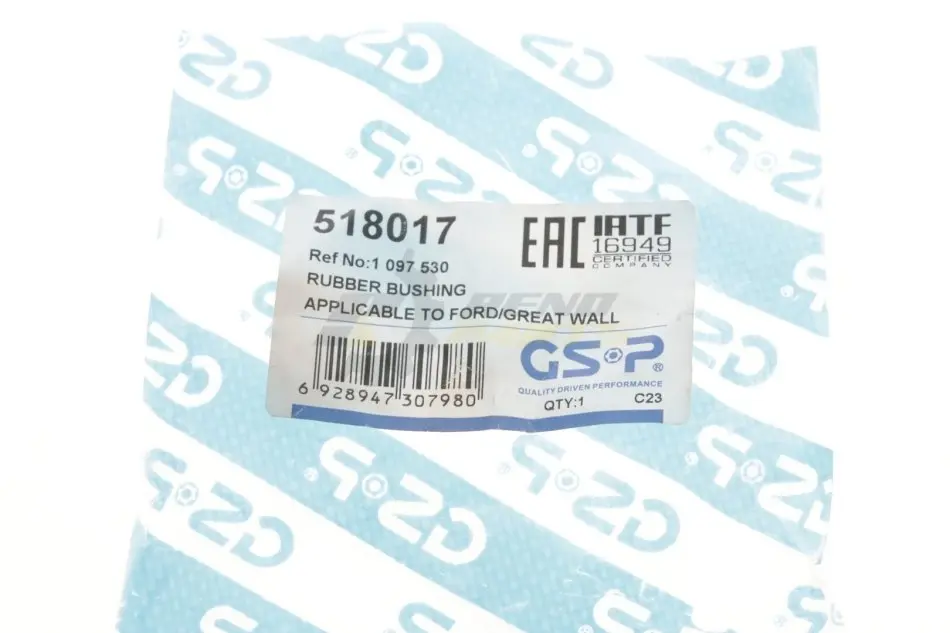 518017
Ref No:1 097 530
RUBBER BUSHING
APPLICABLE TO FORD/GREAT WALL
EAC
IATF
16949
CERTIFIED
COMPANY
GS·P®
QUALITY DRIVEN PERFORMANCE
QTY:1
C23
6 928947 307980